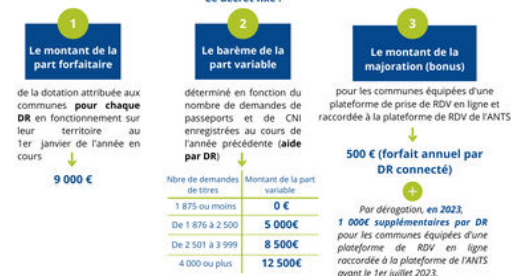 Ce décret fixe :
1
Le montant de la
part forfaitaire
de la dotation attribuée aux
communes pour chaque
DR en fonctionnement sur
leur territoire au
1er janvier de l'année en
cours
9 000 €
2
Le barème de la
part variable
déterminé en fonction du
nombre de demandes de
passeports et de CNI
enregistrées au cours de
l'année précédente (aide
par DR)
Nbre de demandes de titres
Montant de la part variable
1 875 ou moins 0 €
De 1 876 à 2 500 5 000€
De 2 501 à 3 999 8 500€
4 000 ou plus 12 500€
3
Le montant de la
majoration (bonus)
pour les communes équipées d'une
plateforme de prise de RDV en ligne et
raccordée à la plateforme de RDV de l'ANTS
500 € (forfait annuel par
DR connecté)
+
Par dérogation, en 2023,
1 000€ supplémentaires par DR
pour les communes équipées d'une
plateforme de RDV en ligne
raccordée à la plateforme de l'ANTS
avant le 1er juillet 2023.